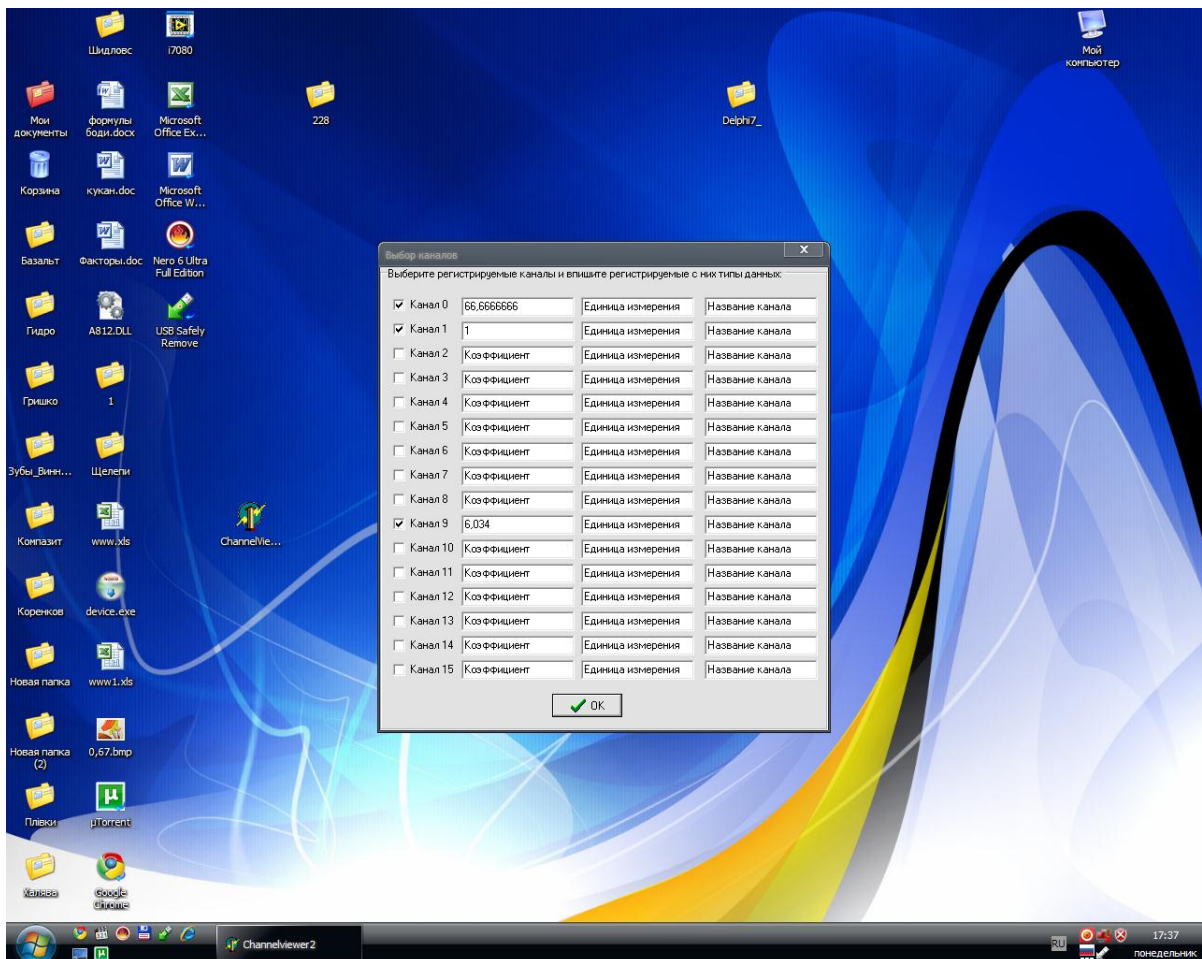 Шидловс
i7080
Мой
компьютер
Мои
документы
формулы
боди.docx
Microsoft
Office Ex...
228
Delphi7_
Корзина
кукан.doc
Microsoft
Office W...
Базальт
Факторы.doc
Nero 6 Ultra
Full Edition
Гидро
A812.DLL
USB Safely
Remove
Гришко
1
Зубы_Винн...
Щелепи
Композит
www.xls
ChannelVie...
Коренков
device.exe
Новая папка
www1.xls
Новая папка
(2)
0,67.bmp
Плівки
µTorrent
Халява
Google
Chrome
Выбор каналов
Выберите регистрируемые каналы и впишите регистрируемые с них типы данных:
Канал 0 66,6666666 Единица измерения Название канала
Канал 1 1 Единица измерения Название канала
Канал 2 Коэффициент Единица измерения Название канала
Канал 3 Коэффициент Единица измерения Название канала
Канал 4 Коэффициент Единица измерения Название канала
Канал 5 Коэффициент Единица измерения Название канала
Канал 6 Коэффициент Единица измерения Название канала
Канал 7 Коэффициент Единица измерения Название канала
Канал 8 Коэффициент Единица измерения Название канала
Канал 9 6,034 Единица измерения Название канала
Канал 10 Коэффициент Единица измерения Название канала
Канал 11 Коэффициент Единица измерения Название канала
Канал 12 Коэффициент Единица измерения Название канала
Канал 13 Коэффициент Единица измерения Название канала
Канал 14 Коэффициент Единица измерения Название канала
Канал 15 Коэффициент Единица измерения Название канала
OK
Channelviewer2
RU
17:37
понедельник